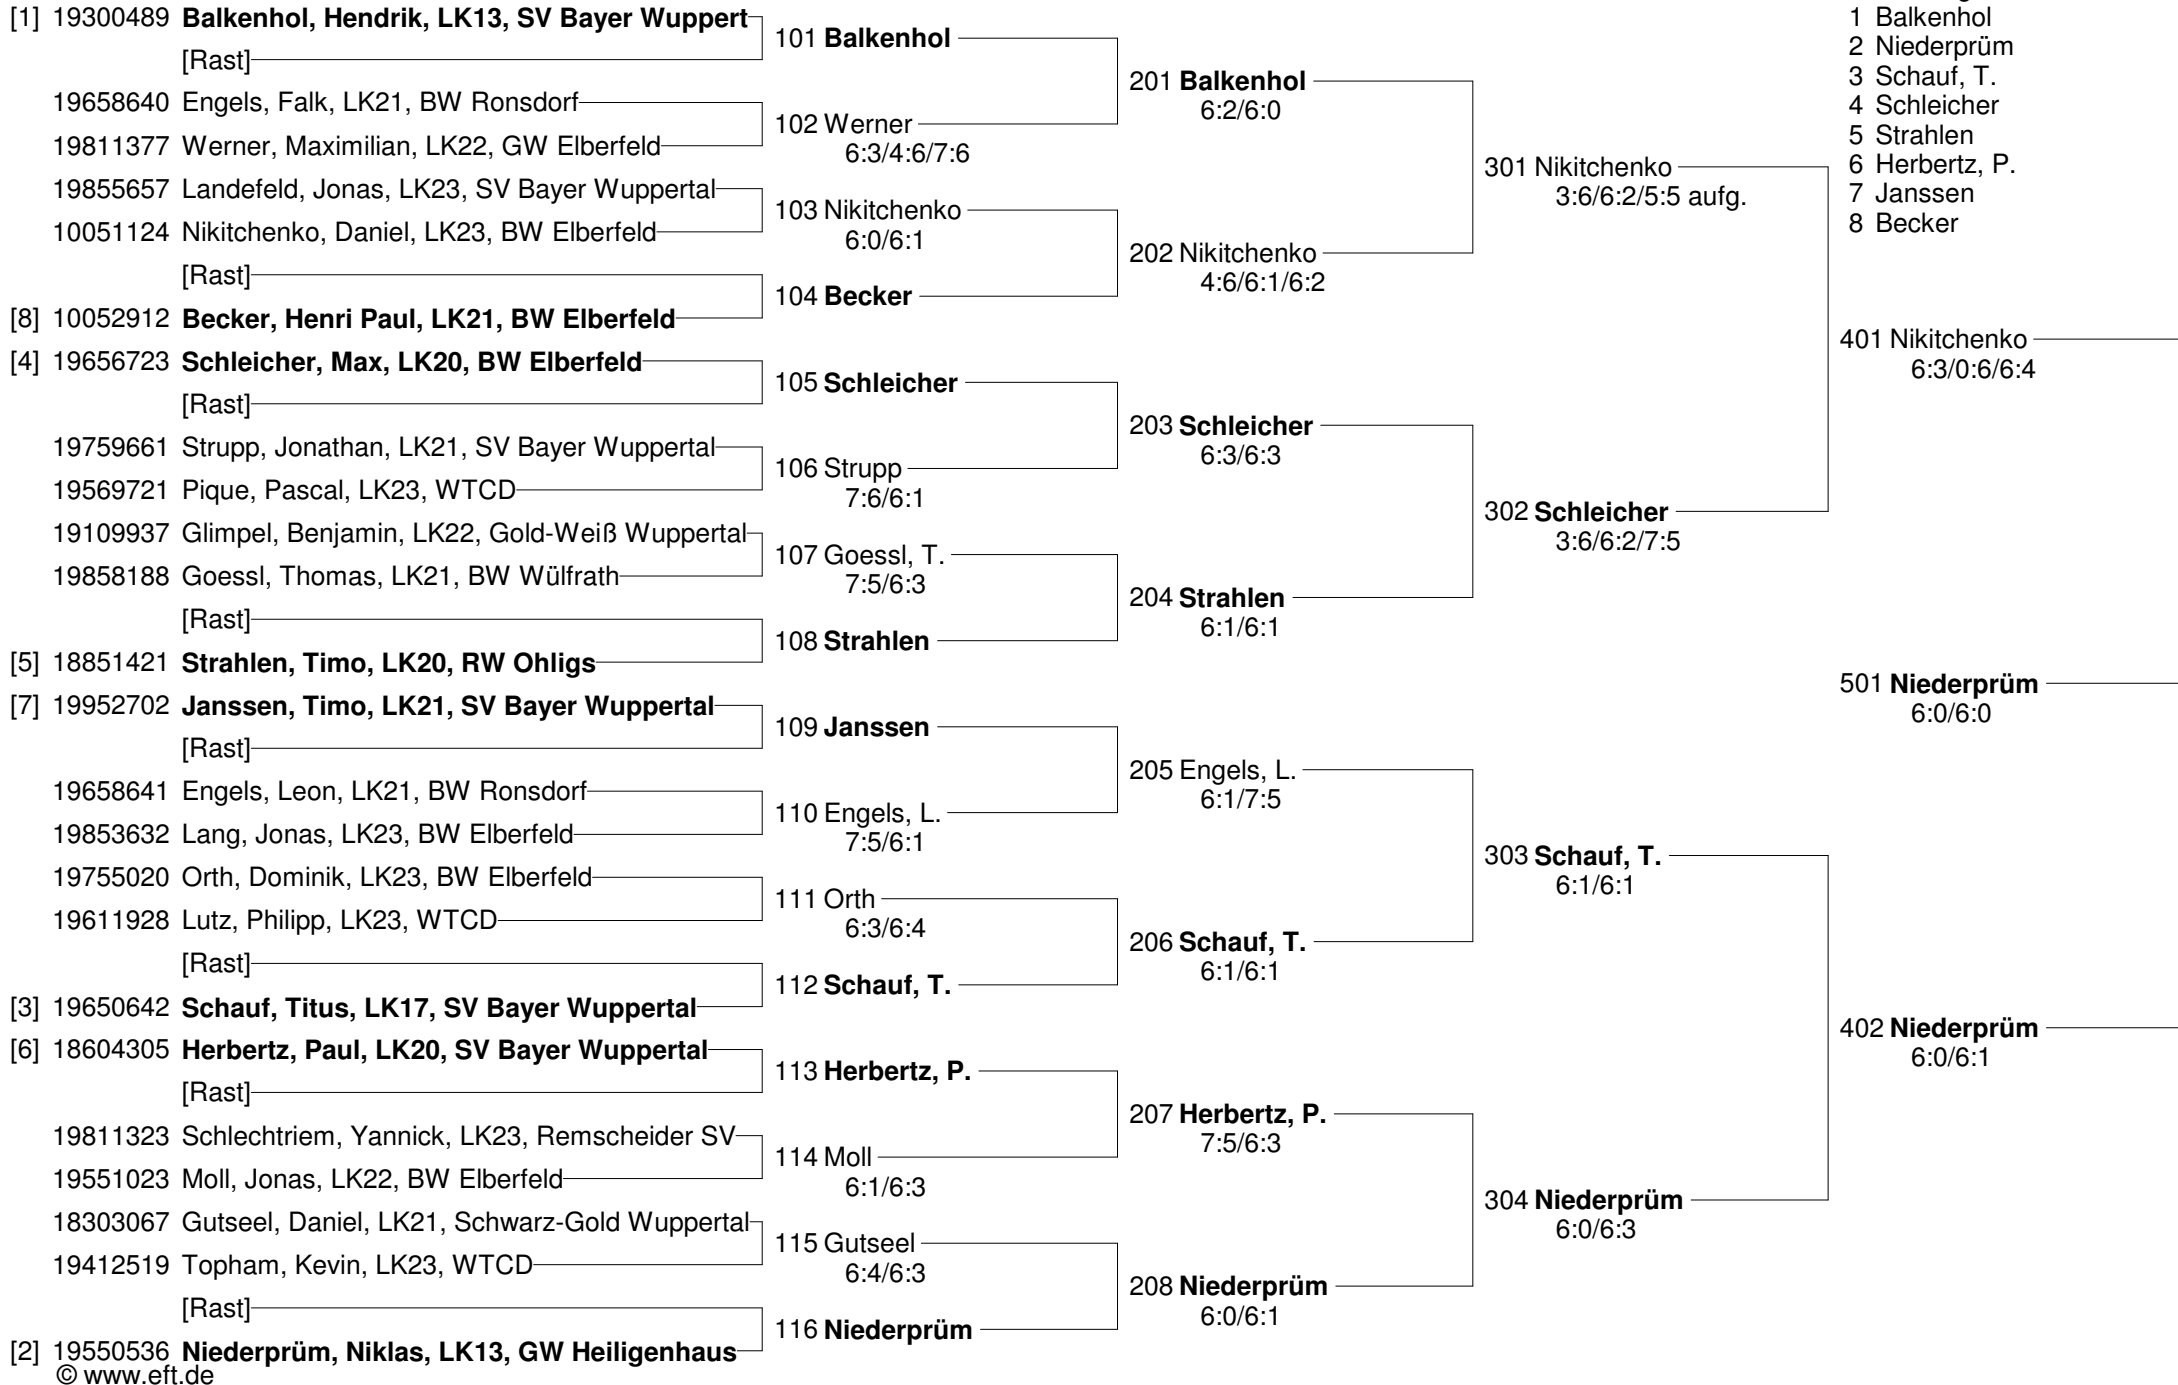 [1] 19300489 Balkenhol, Hendrik, LK13, SV Bayer Wuppert
[Rast]
19658640 Engels, Falk, LK21, BW Ronsdorf
19811377 Werner, Maximilian, LK22, GW Elberfeld
19855657 Landefeld, Jonas, LK23, SV Bayer Wuppertal
10051124 Nikitchenko, Daniel, LK23, BW Elberfeld
[Rast]
[8] 10052912 Becker, Henri Paul, LK21, BW Elberfeld
[4] 19656723 Schleicher, Max, LK20, BW Elberfeld
[Rast]
19759661 Strupp, Jonathan, LK21, SV Bayer Wuppertal
19569721 Pique, Pascal, LK23, WTCD
19109937 Glimpel, Benjamin, LK22, Gold-Weiß Wuppertal
19858188 Goessl, Thomas, LK21, BW Wülfrath
[Rast]
[5] 18851421 Strahlen, Timo, LK20, RW Ohligs
[7] 19952702 Janssen, Timo, LK21, SV Bayer Wuppertal
[Rast]
19658641 Engels, Leon, LK21, BW Ronsdorf
19853632 Lang, Jonas, LK23, BW Elberfeld
19755020 Orth, Dominik, LK23, BW Elberfeld
19611928 Lutz, Philipp, LK23, WTCD
[Rast]
[3] 19650642 Schauf, Titus, LK17, SV Bayer Wuppertal
[6] 18604305 Herbertz, Paul, LK20, SV Bayer Wuppertal
[Rast]
19811323 Schlechtriem, Yannick, LK23, Remscheider SV
19551023 Moll, Jonas, LK22, BW Elberfeld
18303067 Gutseel, Daniel, LK21, Schwarz-Gold Wuppertal
19412519 Topham, Kevin, LK23, WTCD
[Rast]
[2] 19550536 Niederprüm, Niklas, LK13, GW Heiligenhaus
© www.eft.de
101 Balkenhol
102 Werner
6:3/4:6/7:6
103 Nikitchenko
6:0/6:1
104 Becker
105 Schleicher
106 Strupp
7:6/6:1
107 Goessl, T.
7:5/6:3
108 Strahlen
109 Janssen
110 Engels, L.
7:5/6:1
111 Orth
6:3/6:4
112 Schauf, T.
113 Herbertz, P.
114 Moll
6:1/6:3
115 Gutseel
6:4/6:3
116 Niederprüm
201 Balkenhol
6:2/6:0
202 Nikitchenko
4:6/6:1/6:2
203 Schleicher
6:3/6:3
204 Strahlen
6:1/6:1
205 Engels, L.
6:1/7:5
206 Schauf, T.
6:1/6:1
207 Herbertz, P.
7:5/6:3
208 Niederprüm
6:0/6:1
301 Nikitchenko
3:6/6:2/5:5 aufg.
302 Schleicher
3:6/6:2/7:5
303 Schauf, T.
6:1/6:1
304 Niederprüm
6:0/6:3
1 Balkenhol
2 Niederprüm
3 Schauf, T.
4 Schleicher
5 Strahlen
6 Herbertz, P.
7 Janssen
8 Becker
401 Nikitchenko
6:3/0:6/6:4
501 Niederprüm
6:0/6:0
402 Niederprüm
6:0/6:1